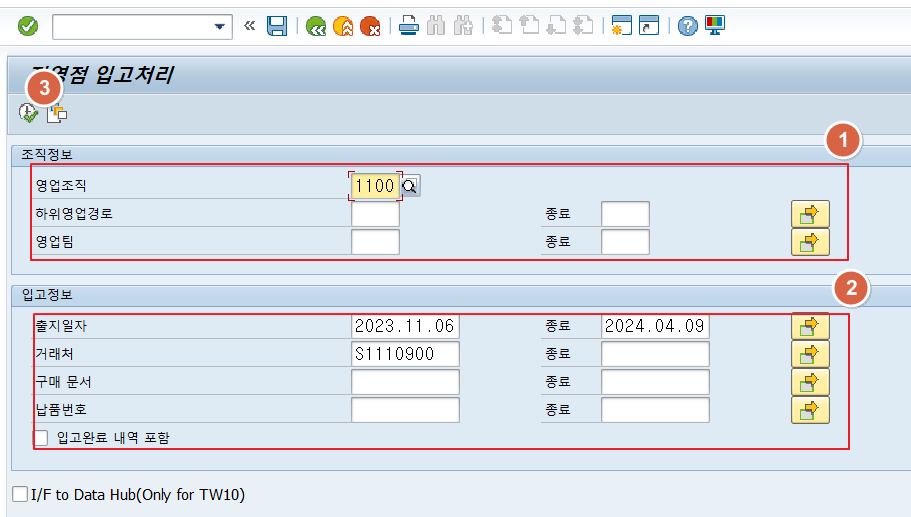 직영점 입고처리
3
1
조직정보
영업조직 1100
하위영업경로 종료
영업팀 종료
2
입고정보
출지일자 2023.11.06 종료 2024.04.09
거래처 S1110900 종료
구매 문서 종료
납품번호 종료
입고완료 내역 포함
I/F to Data Hub(Only for TW10)